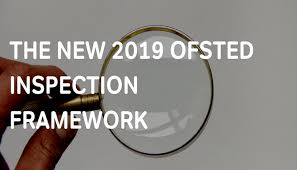 THE NEW 2019 OFSTED
INSPECTION
FRAMEWORK